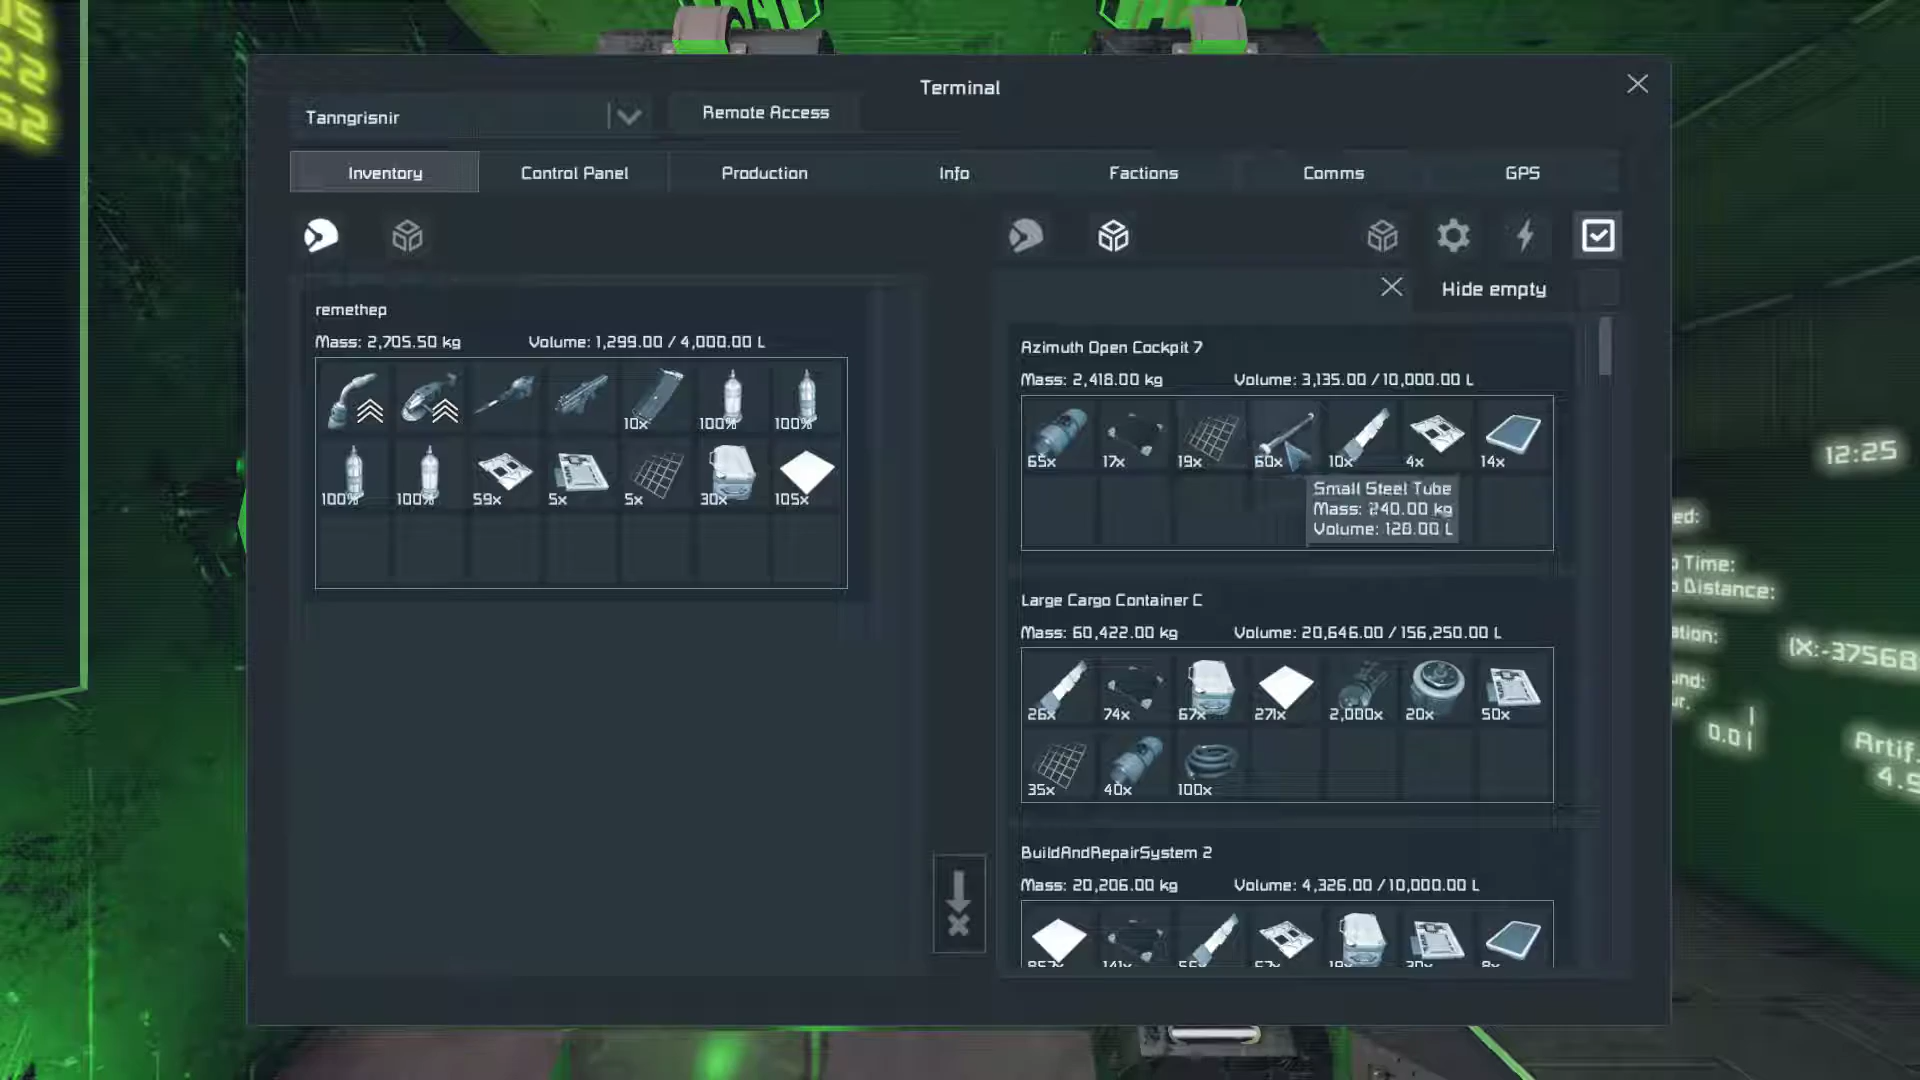 Terminal
Tanngrisnir
Remote Access
Inventory
Control Panel
Production
Info
Factions
Comms
GPS
Hide empty
remethep
Mass: 2,705.50 kg
Volume: 1,299.00 / 4,000.00 L
10x
100%
100%
100%
100%
59x
5x
5x
30x
105x
Azimuth Open Cockpit 7
Mass: 2,418.00 kg
Volume: 3,135.00 / 10,000.00 L
65x
17x
19x
60x
10x
4x
14x
Small Steel Tube
Mass: 240.00 kg
Volume: 128.00 L
Large Cargo Container C
Mass: 60,422.00 kg
Volume: 20,646.00 / 156,250.00 L
26x
74x
67x
271x
2,000x
20x
50x
35x
40x
100x
BuildAndRepairSystem 2
Mass: 20,206.00 kg
Volume: 4,326.00 / 10,000.00 L
12:25
ed:
Time:
Distance:
ation:
(X:-37568
und:
0.0
Artif.